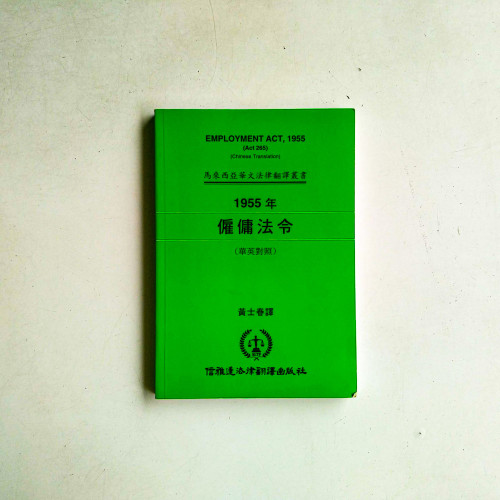 EMPLOYMENT ACT, 1955
(Act 265)
(Chinese Translation)
馬來西亞華文法律翻譯叢書
1955 年
僱傭法令
(華英對照)
黃士春譯
信雅達法律翻譯出版社